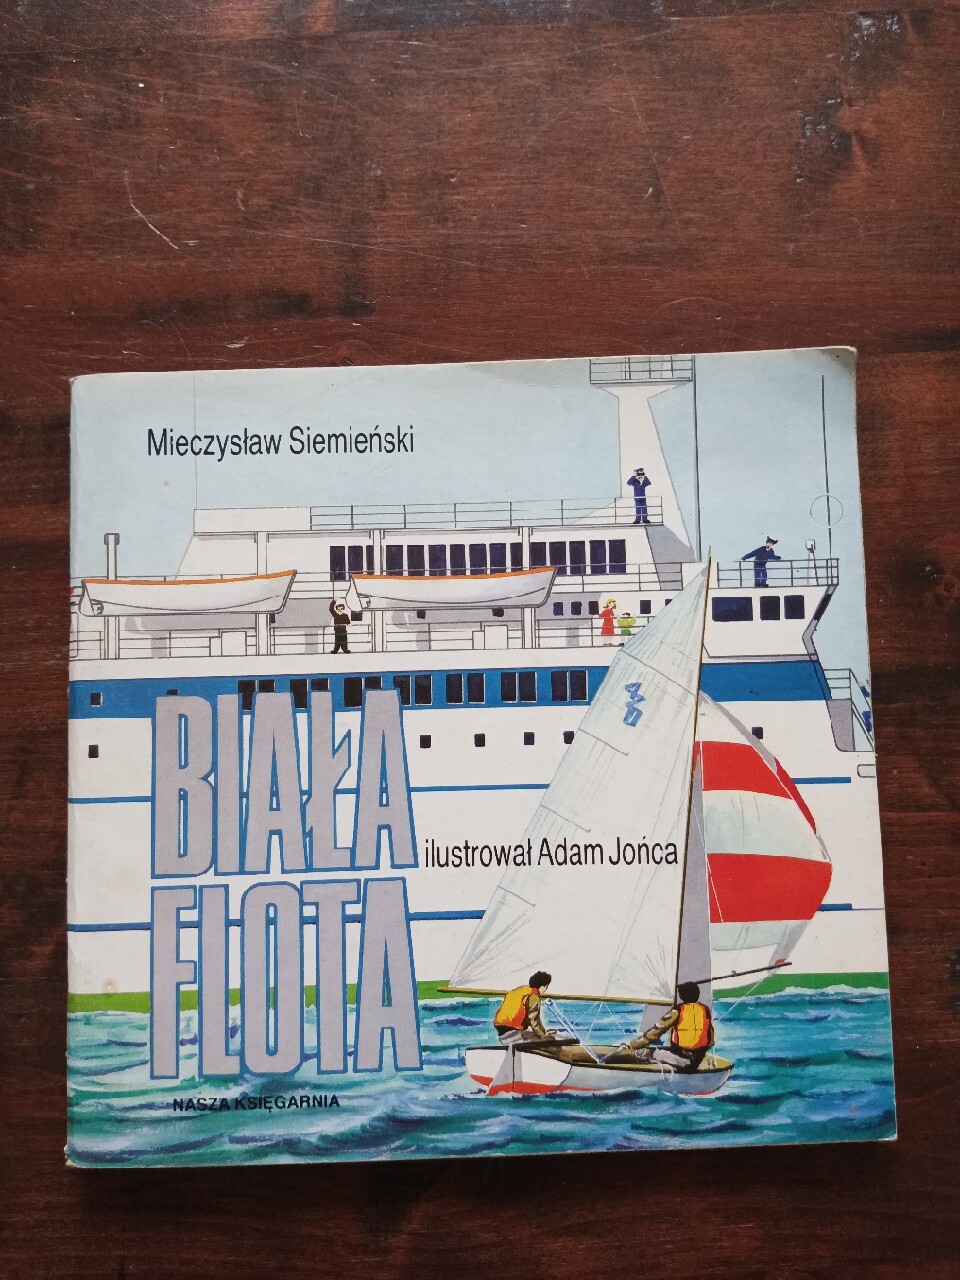 Mieczysław Siemieński
BIAŁA
FLOTA
ilustrował Adam Jońca
NASZA KSIĘGARNIA